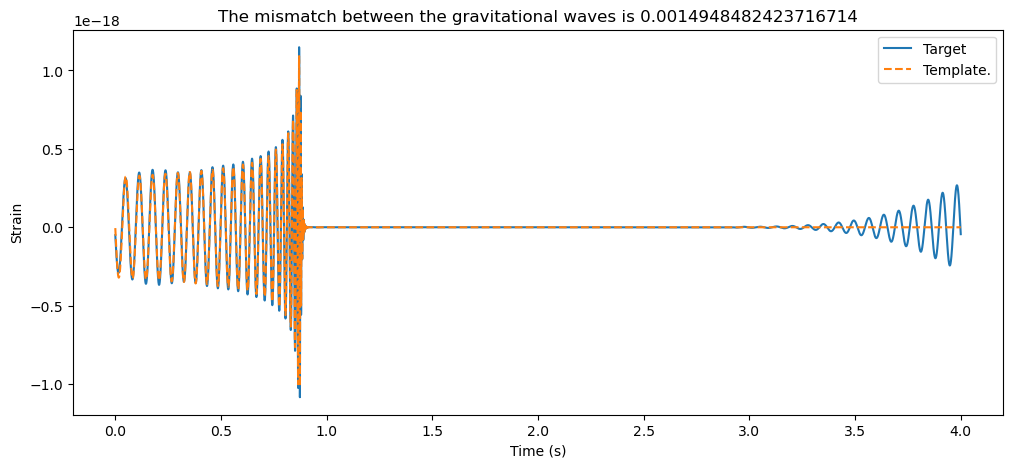 The mismatch between the gravitational waves is 0.0014948482423716714
1e−18
Target
Template.
1.0
0.5
0.0
−0.5
−1.0
Strain
0.0 0.5 1.0 1.5 2.0 2.5 3.0 3.5 4.0
Time (s)